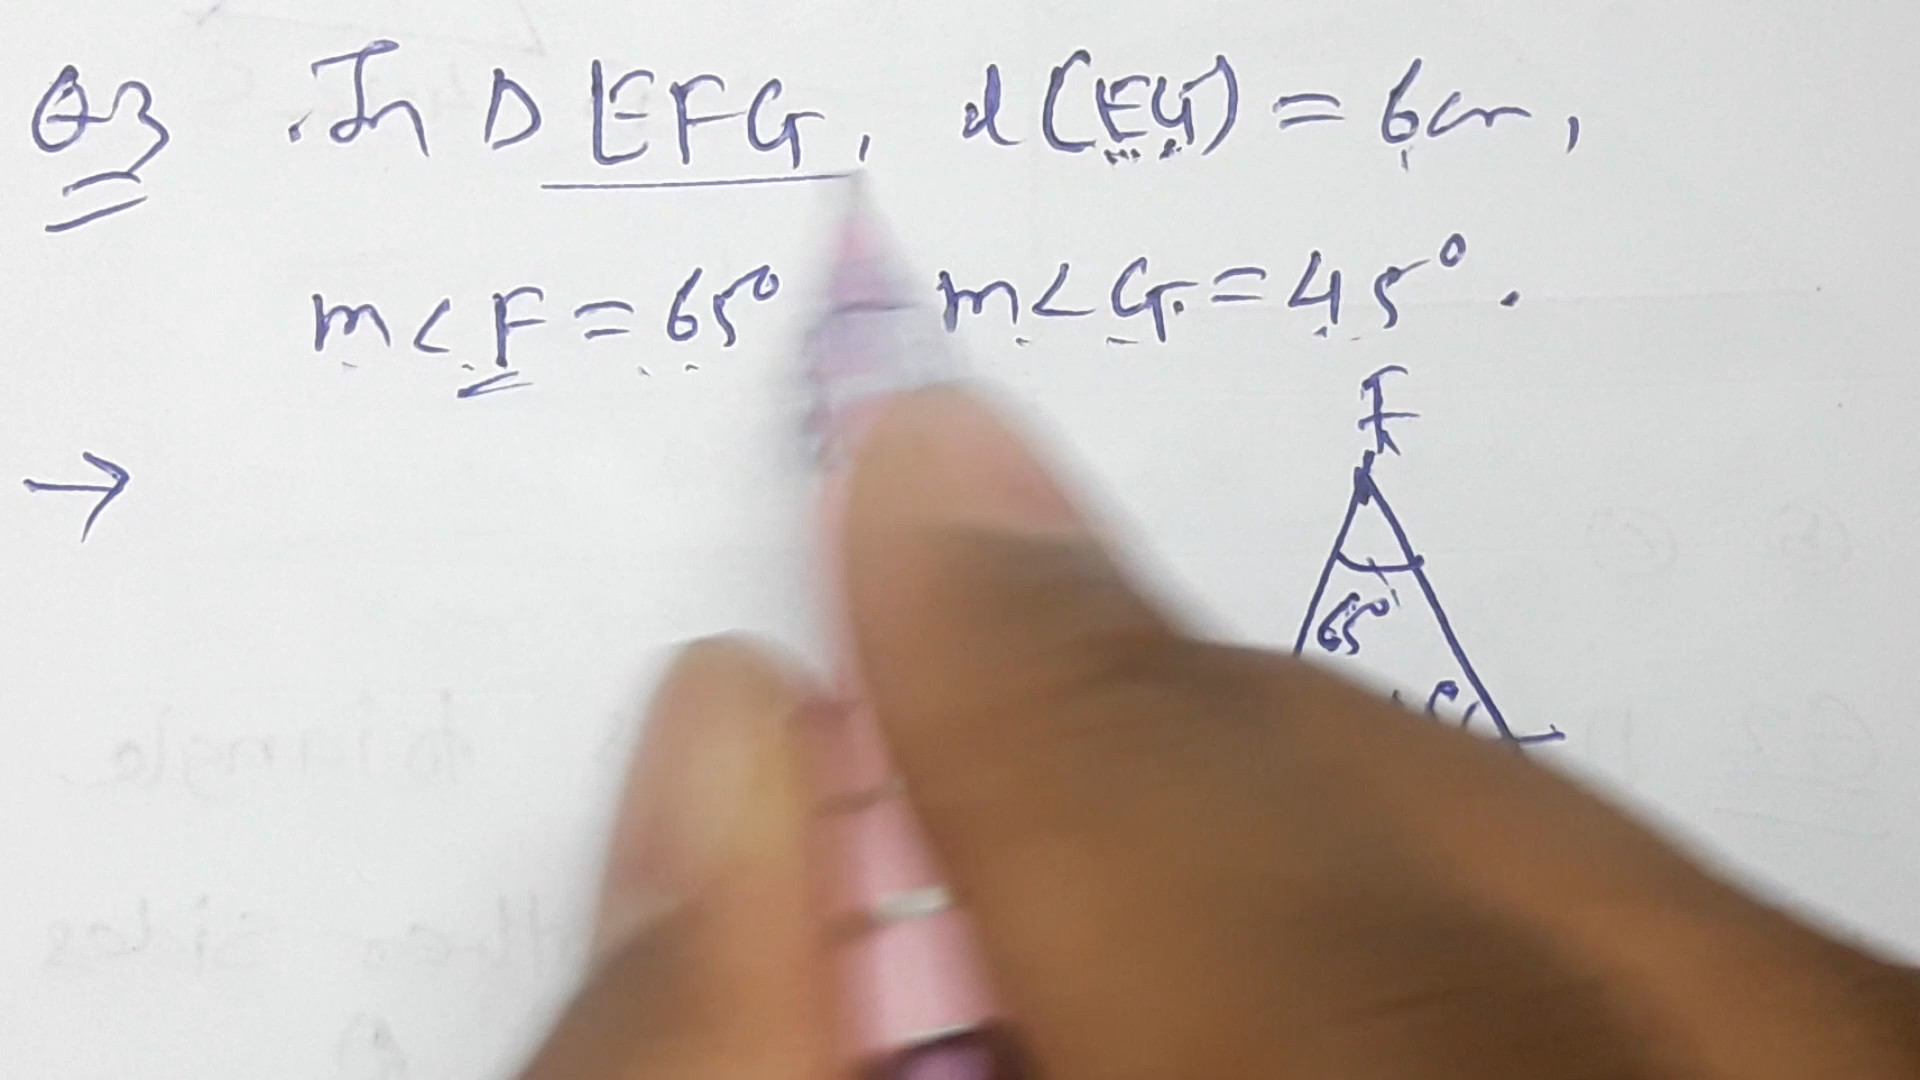 Q3 . In Δ EFG, d(EG) = 6cm,
m∠F = 65° m∠G = 45°.
→
F
65°